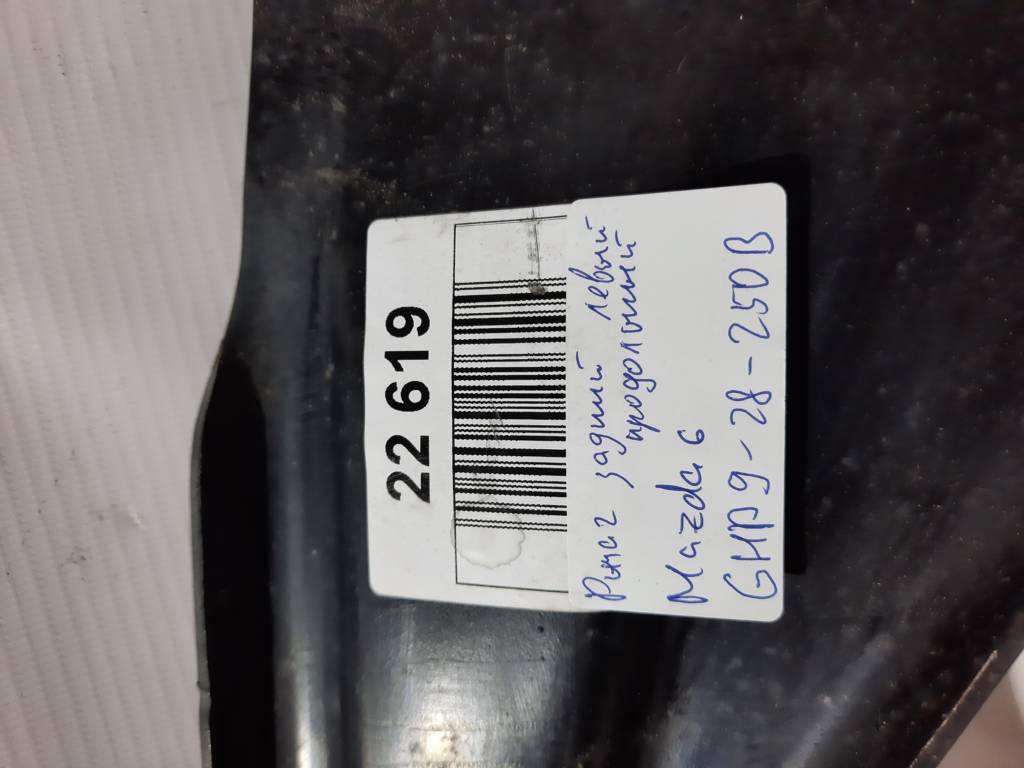 22 619
Рычаг задний левый
продольный
Mazda 6
GHP9-28-250B